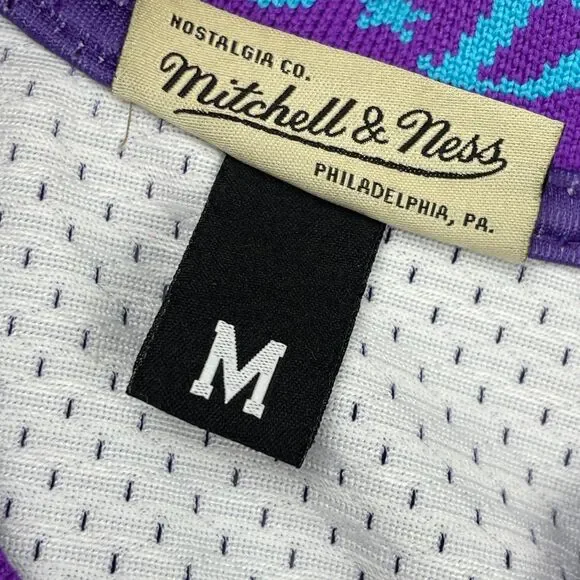 NOSTALGIA CO.
Mitchell & Ness
PHILADELPHIA, PA.
M